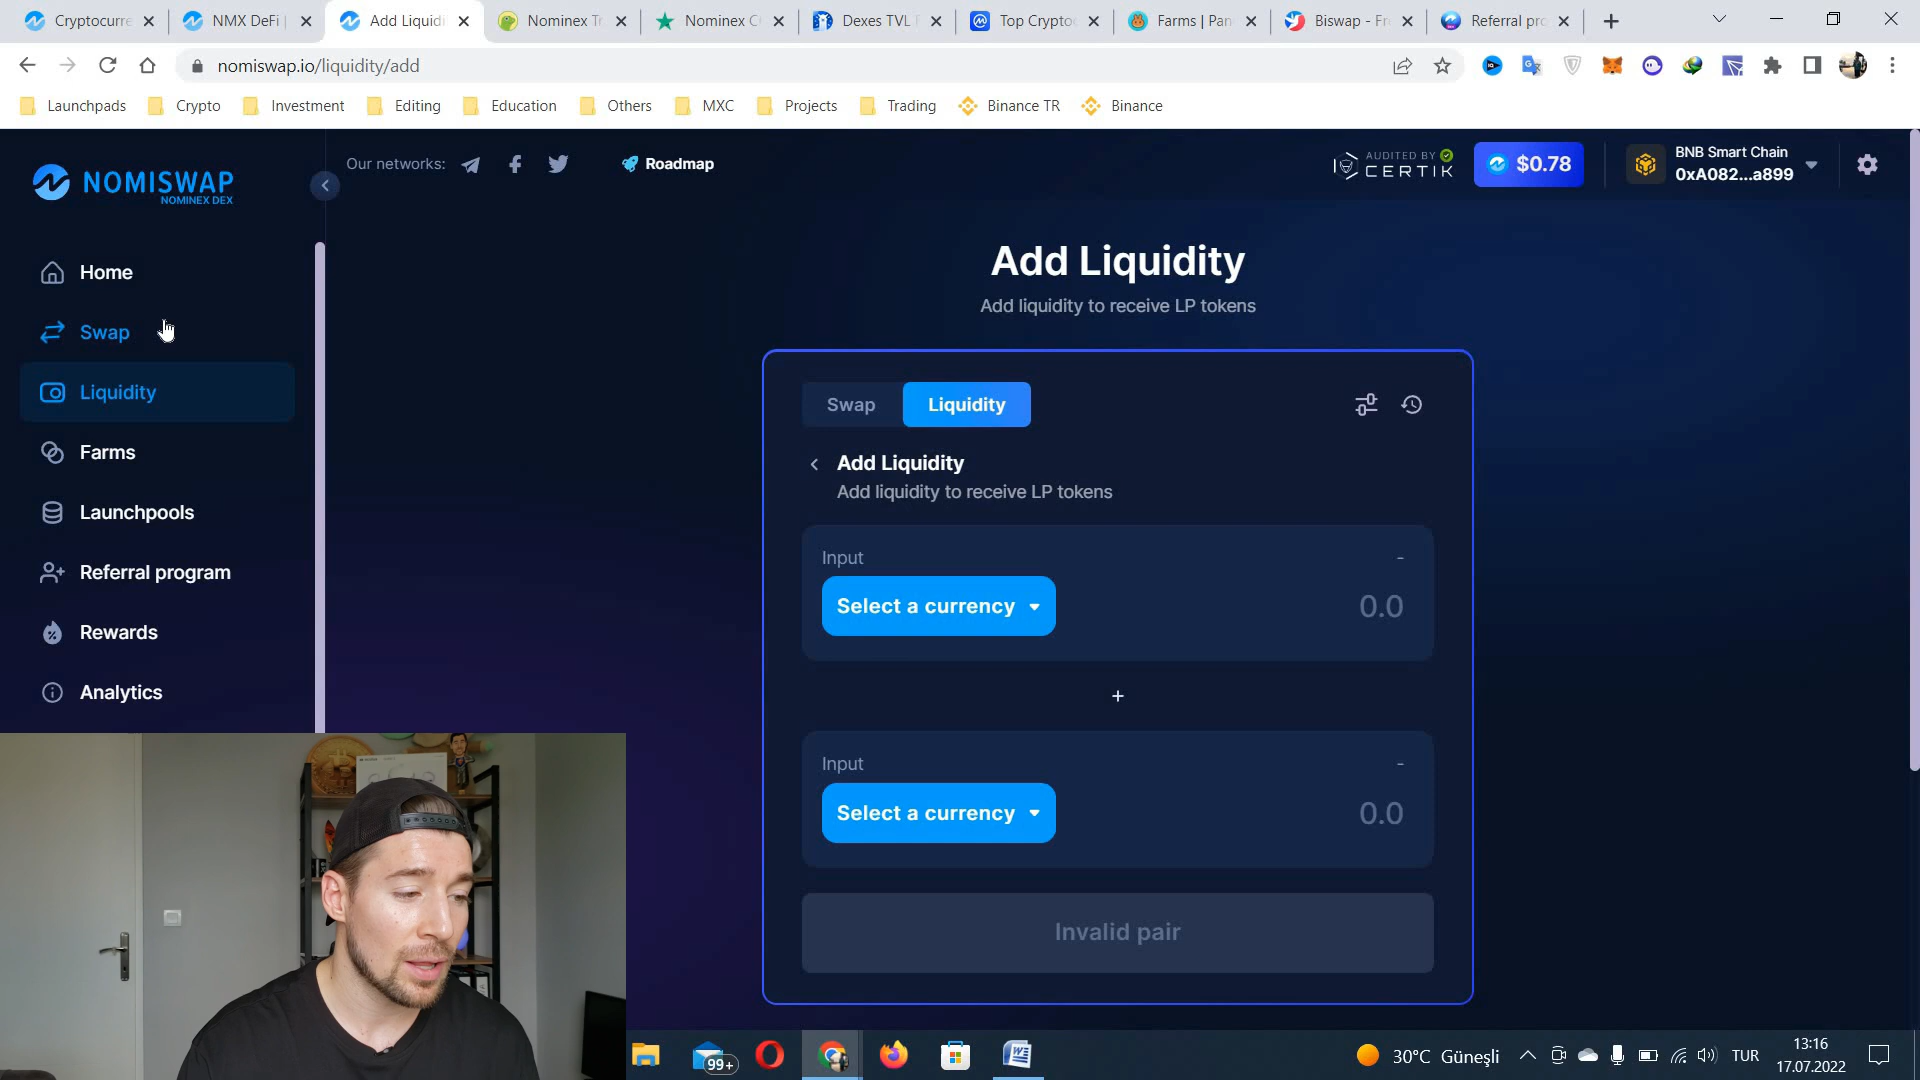 Cryptocurre
NMX DeFi
Add Liquidi
Nominex Tr
Nominex C
Dexes TVL
Top Crypto
Farms | Pan
Biswap - Fr
Referral pro
nomiswap.io/liquidity/add
Launchpads
Crypto
Investment
Editing
Education
Others
MXC
Projects
Trading
Binance TR
Binance
NOMISWAP
NOMINEX DEX
Our networks:
Roadmap
AUDITED BY
CERTIK
$0.78
BNB Smart Chain
0xA082...a899
Home
Swap
Liquidity
Farms
Launchpools
Referral program
Rewards
Analytics
Add Liquidity
Add liquidity to receive LP tokens
Swap
Liquidity
Add Liquidity
Add liquidity to receive LP tokens
Input
-
Select a currency
0.0
+
Input
-
Select a currency
0.0
Invalid pair
99+
30°C Güneşli
TUR
13:16
17.07.2022